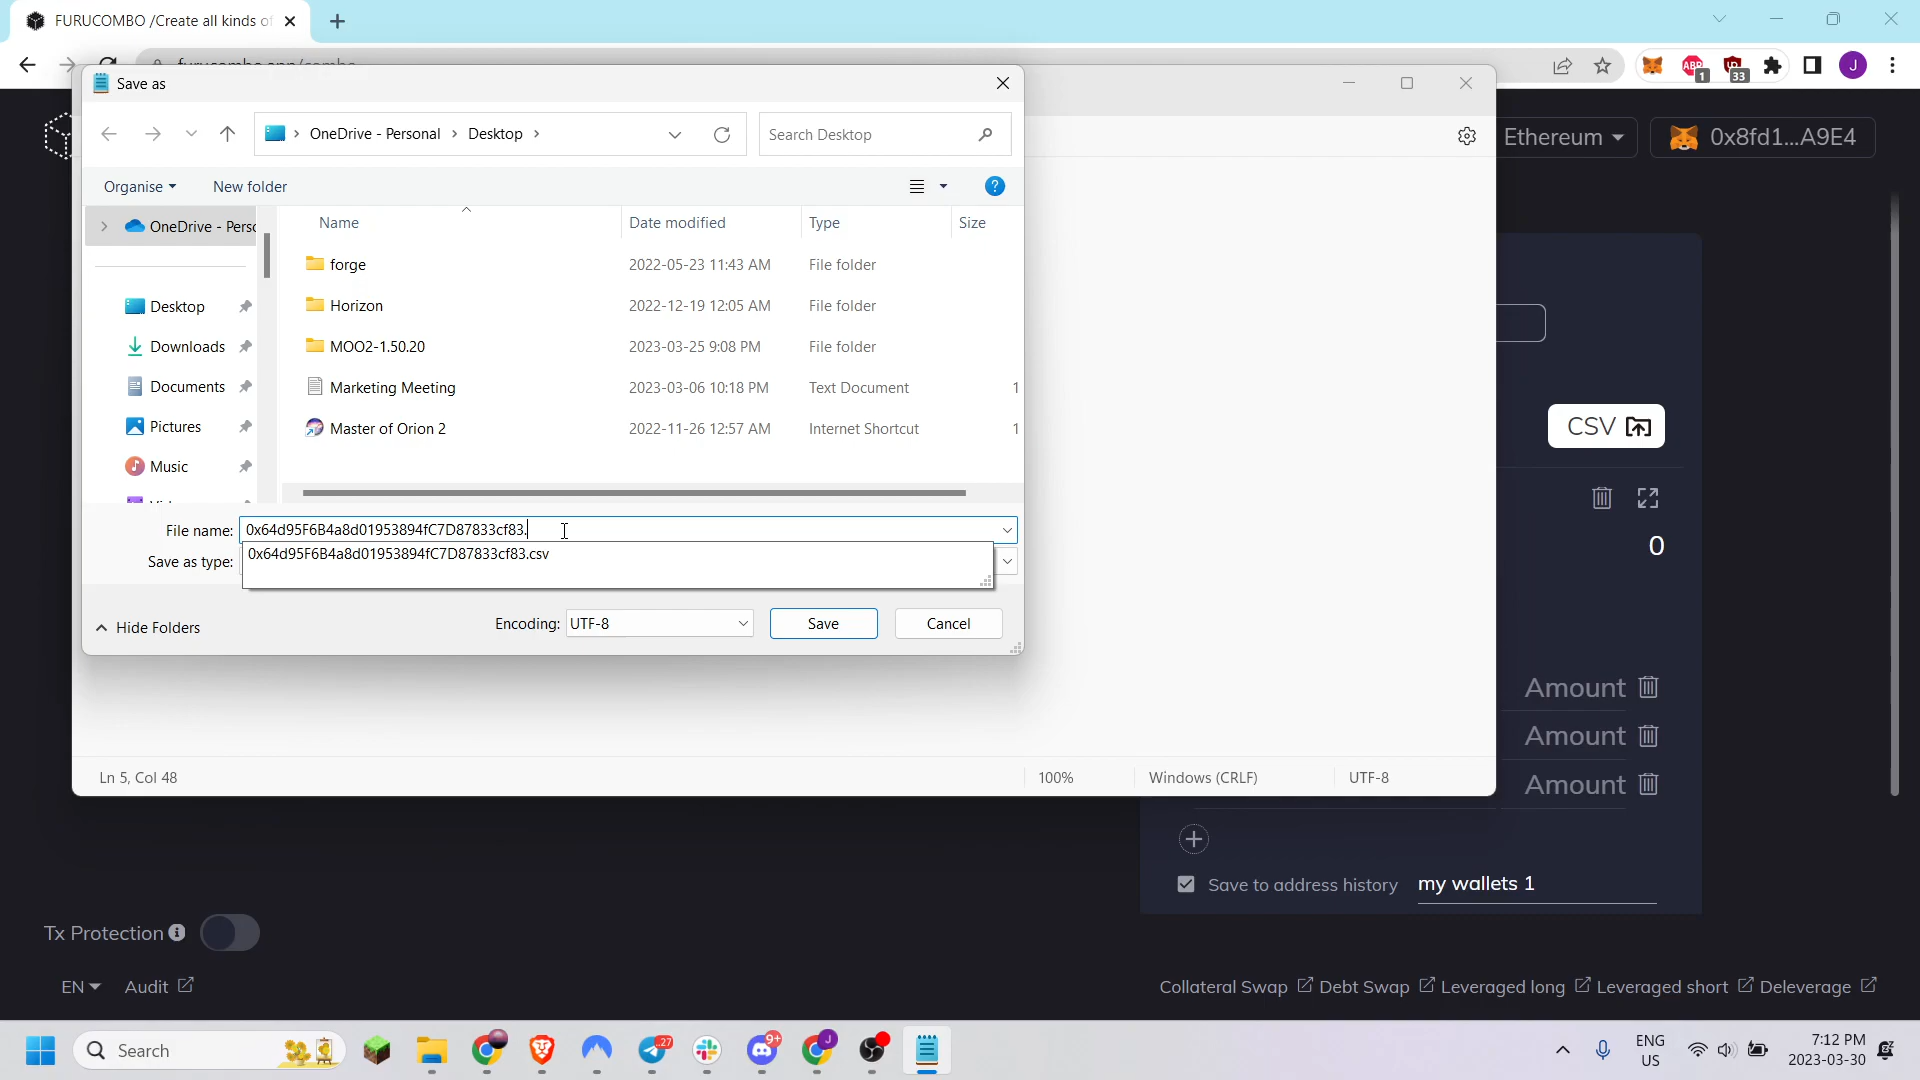 FURUCOMBO /Create all kinds of
Save as
OneDrive - Personal > Desktop >
Search Desktop
Ethereum
0x8fd1...A9E4
Organise
New folder
OneDrive - Perso
Name
Date modified
Type
Size
forge
2022-05-23 11:43 AM
File folder
Horizon
2022-12-19 12:05 AM
File folder
Desktop
Downloads
MOO2-1.50.20
2023-03-25 9:08 PM
File folder
Documents
Marketing Meeting
2023-03-06 10:18 PM
Text Document
1
Pictures
Master of Orion 2
2022-11-26 12:57 AM
Internet Shortcut
1
CSV
Music
File name: 0x64d95F6B4a8d01953894fC7D87833cf83.
0x64d95F6B4a8d01953894fC7D87833cf83.csv
Save as type:
0
Hide Folders
Encoding: UTF-8
Save
Cancel
Amount
Amount
Amount
Ln 5, Col 48
100%
Windows (CRLF)
UTF-8
Save to address history
my wallets 1
Tx Protection
EN
Audit
Collateral Swap
Debt Swap
Leveraged long
Leveraged short
Deleverage
Search
ABP
1
33
J
27
9+
J
ENG
US
7:12 PM
2023-03-30